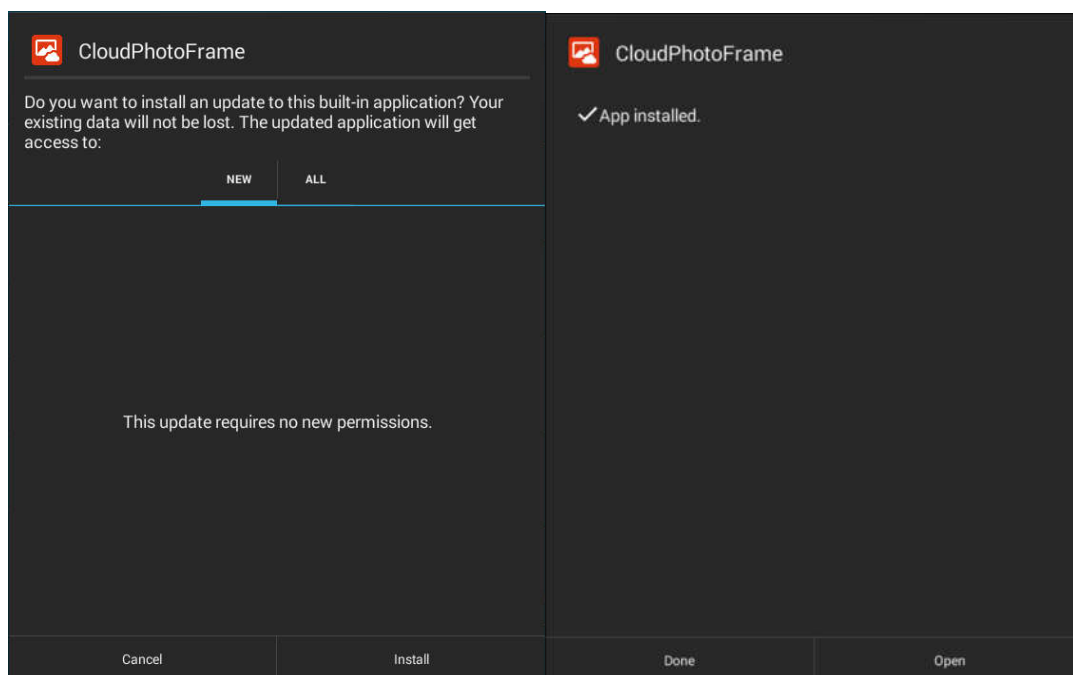 CloudPhotoFrame
Do you want to install an update to this built-in application? Your
existing data will not be lost. The updated application will get
access to:
NEW
ALL
This update requires no new permissions.
Cancel
Install
CloudPhotoFrame
App installed.
Done
Open